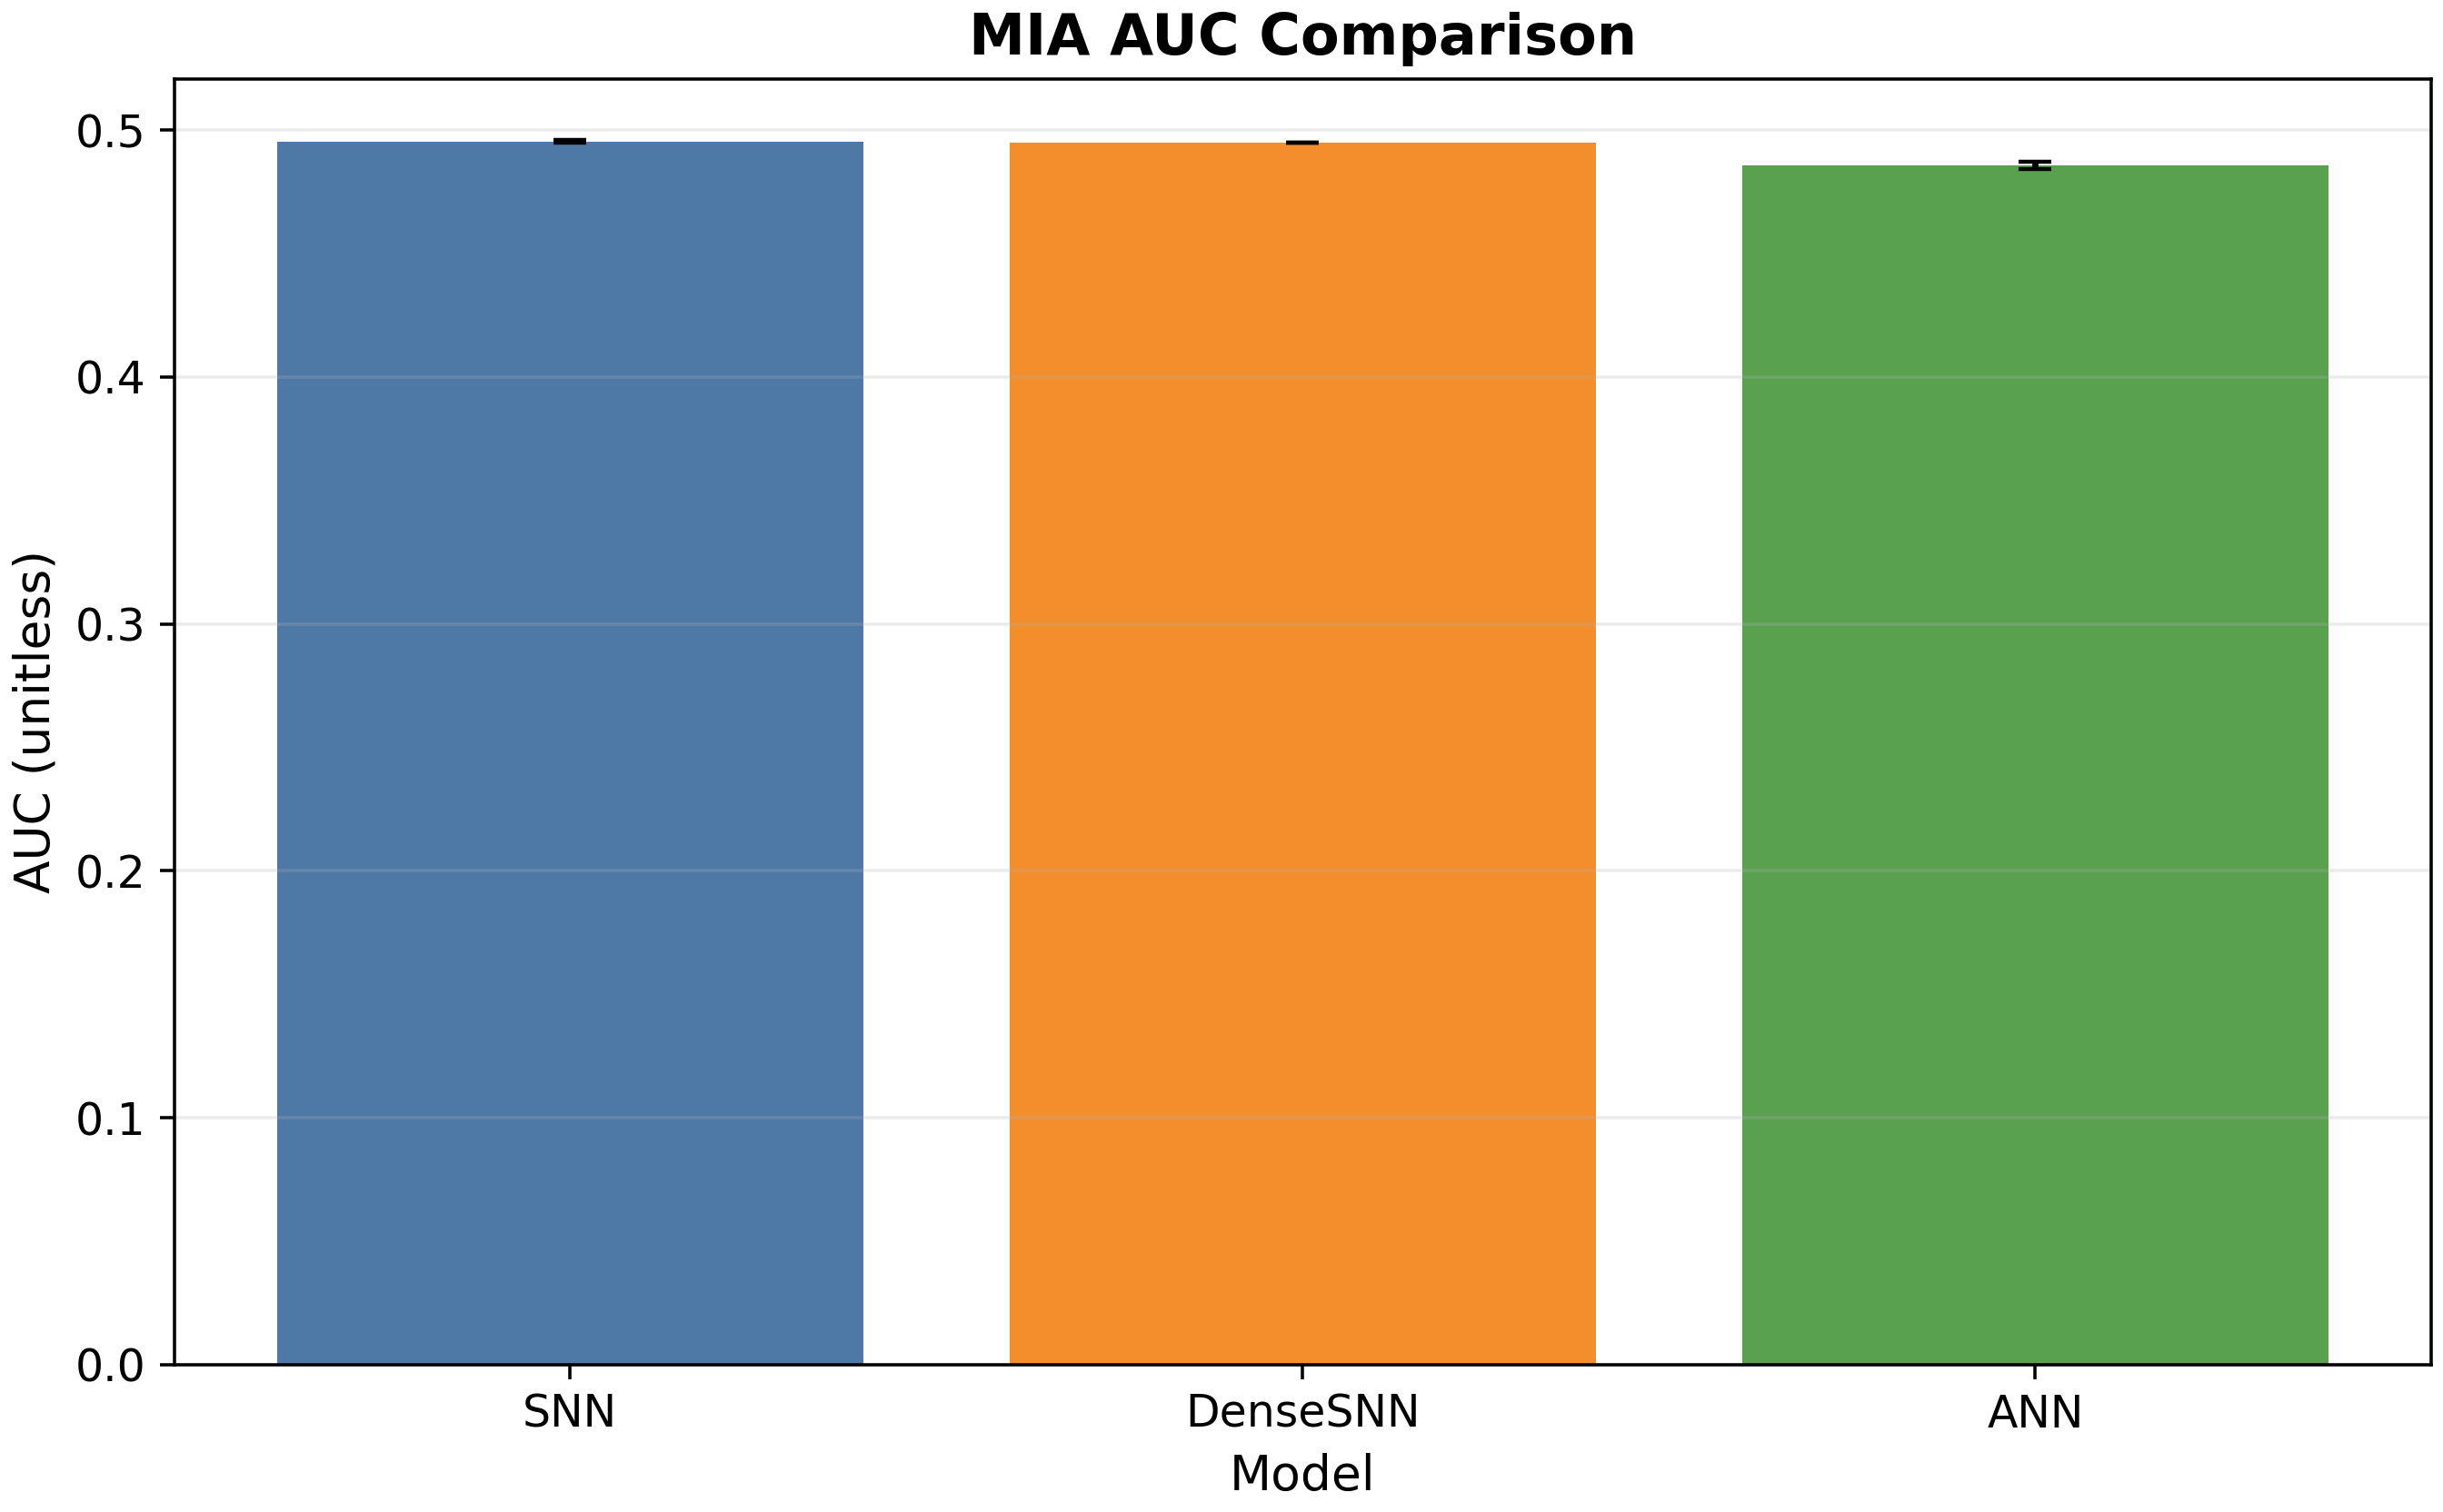 MIA AUC Comparison
AUC (unitless)
0.5
0.4
0.3
0.2
0.1
0.0
SNN
DenseSNN
ANN
Model